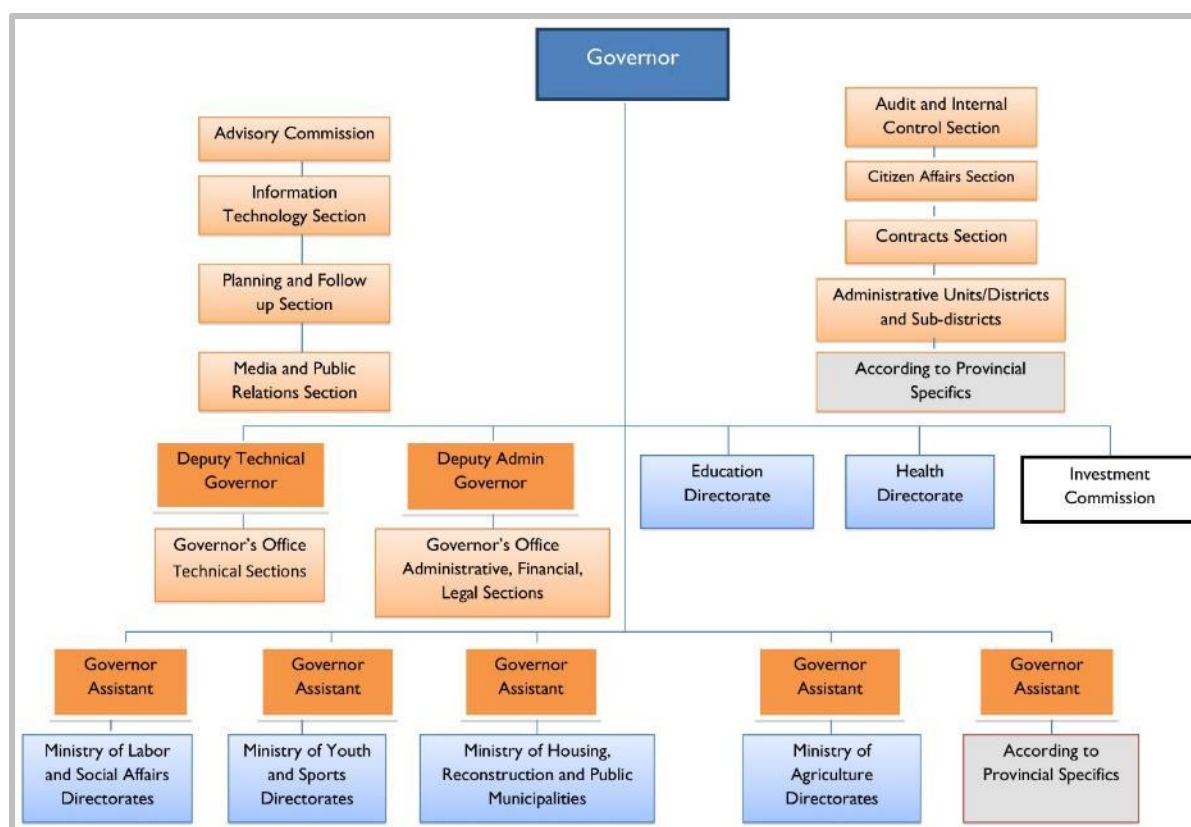 Governor
Advisory Commission
Information
Technology Section
Planning and Follow
up Section
Media and Public
Relations Section
Audit and Internal
Control Section
Citizen Affairs Section
Contracts Section
Administrative Units/Districts
and Sub-districts
According to Provincial
Specifics
Deputy Technical
Governor
Deputy Admin
Governor
Education
Directorate
Health
Directorate
Investment
Commission
Governor's Office
Technical Sections
Governor's Office
Administrative, Financial,
Legal Sections
Governor
Assistant
Governor
Assistant
Governor
Assistant
Governor
Assistant
Governor
Assistant
Ministry of Labor
and Social Affairs
Directorates
Ministry of Youth
and Sports
Directorates
Ministry of Housing,
Reconstruction and Public
Municipalities
Ministry of
Agriculture
Directorates
According to
Provincial Specifics